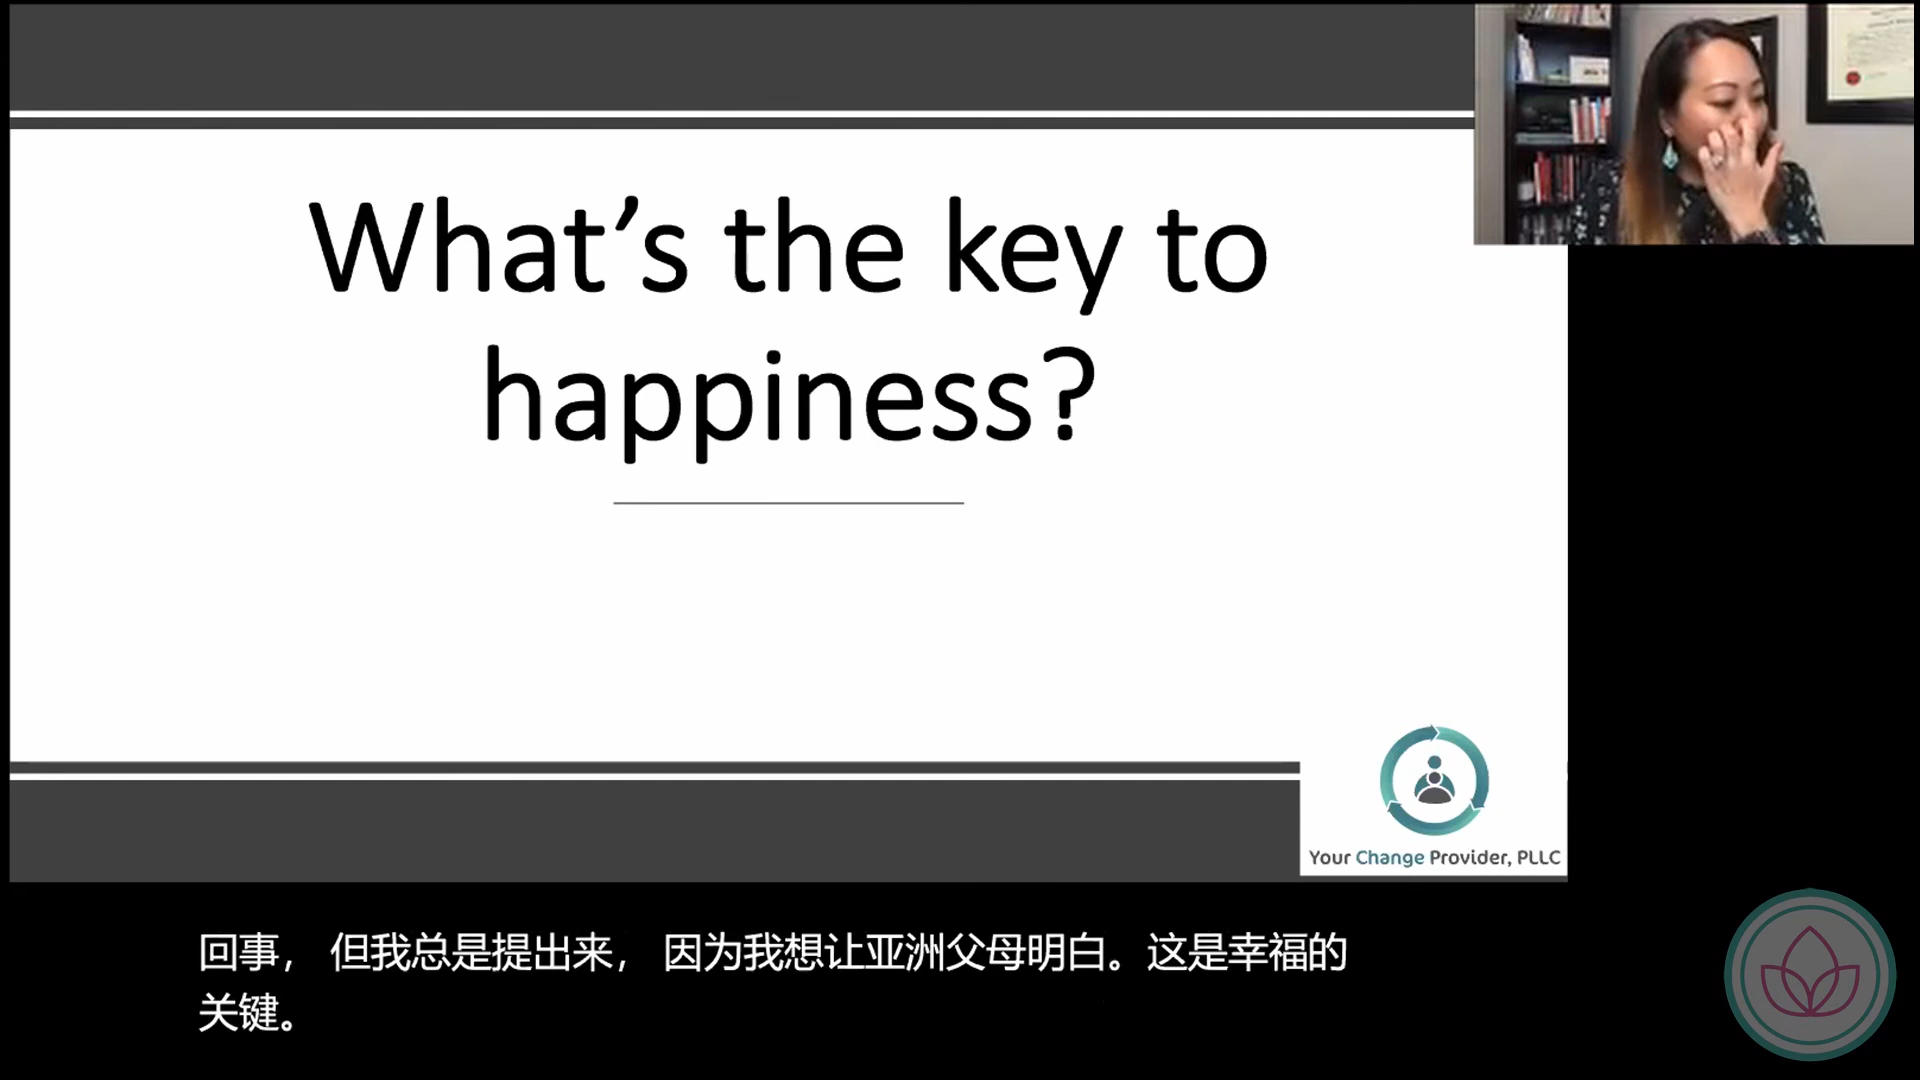 What’s the key to
happiness?
Your Change Provider, PLLC
回事， 但我总是提出来， 因为我想让亚洲父母明白。这是幸福的
关键。